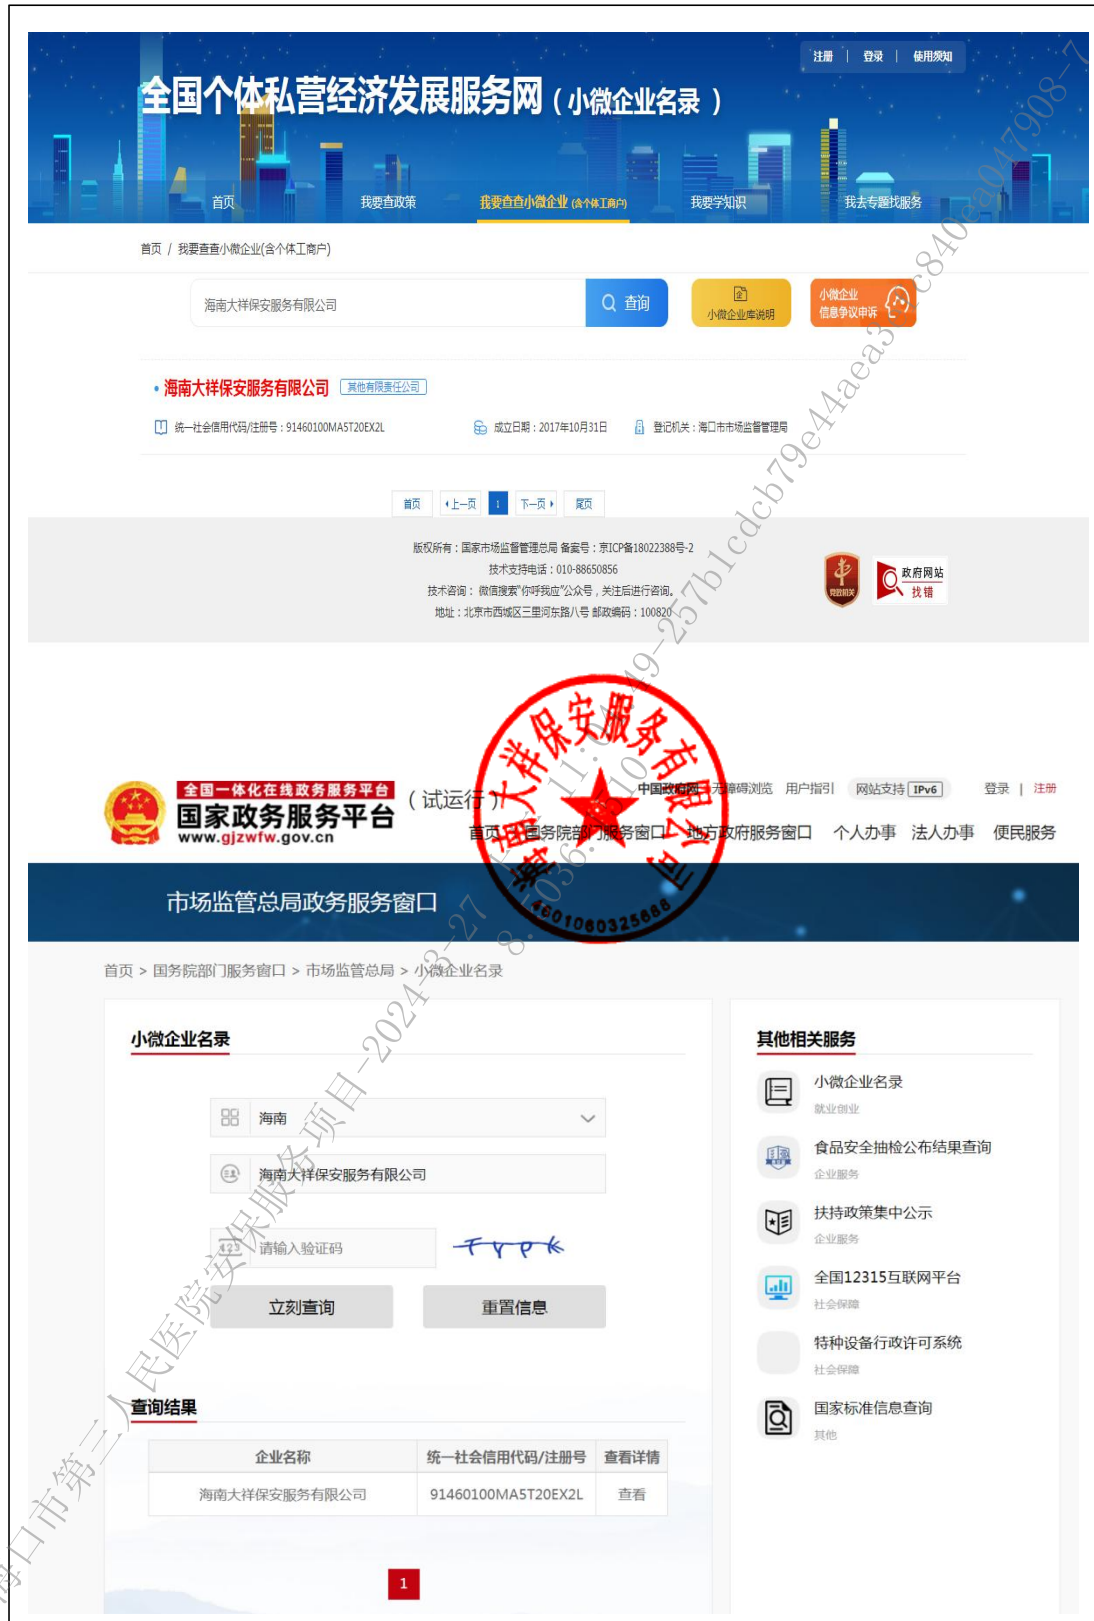 注册 | 登录 | 使用须知
全国个体私营经济发展服务网（小微企业名录 ）
首页 我要查政策 我要查查小微企业 (含个体工商户) 我要学知识 我去专题找服务
首页 / 我要查查小微企业(含个体工商户)
海南大祥保安服务有限公司 查询 小微企业库说明 小微企业 信息争议申诉
海南大祥保安服务有限公司 其他有限责任公司
统一社会信用代码/注册号：91460100MA5T20EX2L 成立日期：2017年10月31日 登记机关：海口市市场监督管理局
首页 上一页 1 下一页 尾页
版权所有：国家市场监督管理总局 备案号：京ICP备18022388号-2
技术支持电话：010-88650856
技术咨询： 微信搜索"你呼我应"公众号，关注后进行咨询。
地址：北京市西城区三里河东路八号 邮政编码：100820
党政机关
政府网站
找错
海南大祥保安服务有限公司
4601060325688
全国一体化在线政务服务平台
国家政务服务平台
www.gjzwfw.gov.cn
（试运行）
中国政府网 无障碍浏览 用户指引 网站支持 IPv6 登录 | 注册
首页 国务院部门服务窗口 地方政府服务窗口 个人办事 法人办事 便民服务
市场监管总局政务服务窗口
首页 > 国务院部门服务窗口 > 市场监管总局 > 小微企业名录
小微企业名录
海南
海南大祥保安服务有限公司
123 请输入验证码
立刻查询 重置信息
查询结果
企业名称 统一社会信用代码/注册号 查看详情
海南大祥保安服务有限公司 91460100MA5T20EX2L 查看
1
其他相关服务
小微企业名录
就业创业
食品安全抽检公布结果查询
企业服务
扶持政策集中公示
企业服务
全国12315互联网平台
社会保障
特种设备行政许可系统
社会保障
国家标准信息查询
其他